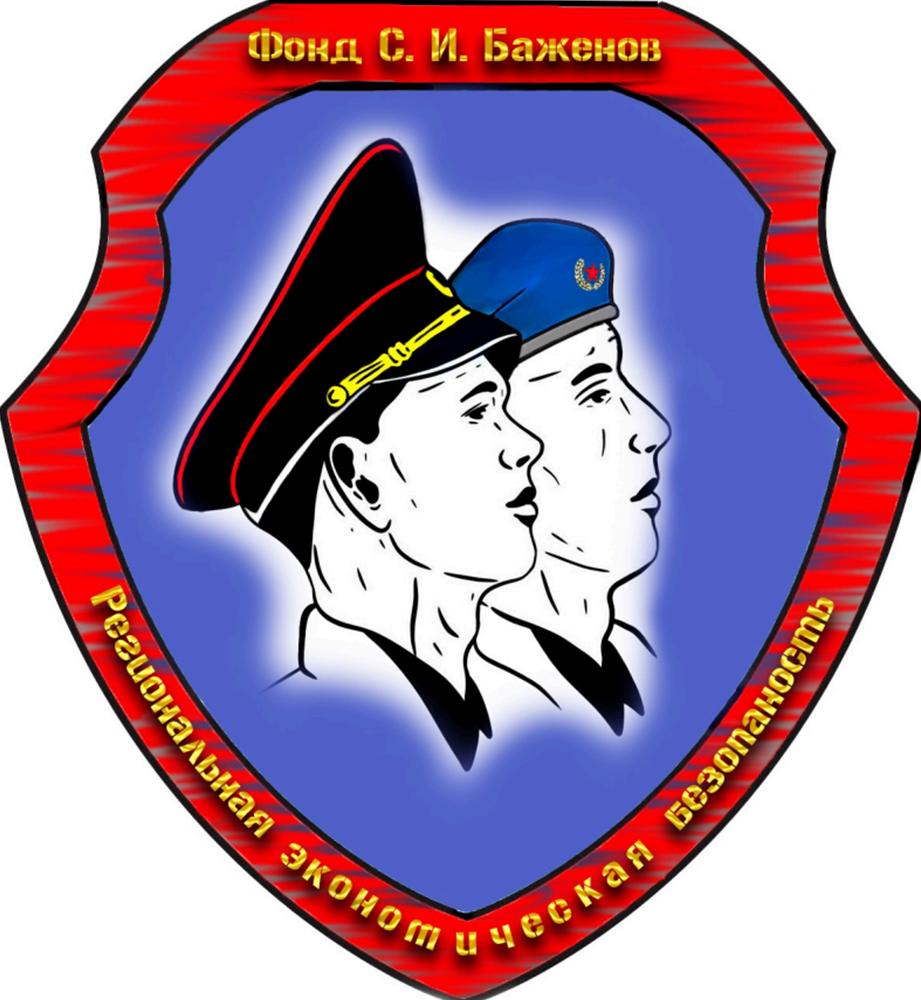 Фонд С. И. Баженов
Региональная экономическая безопаность